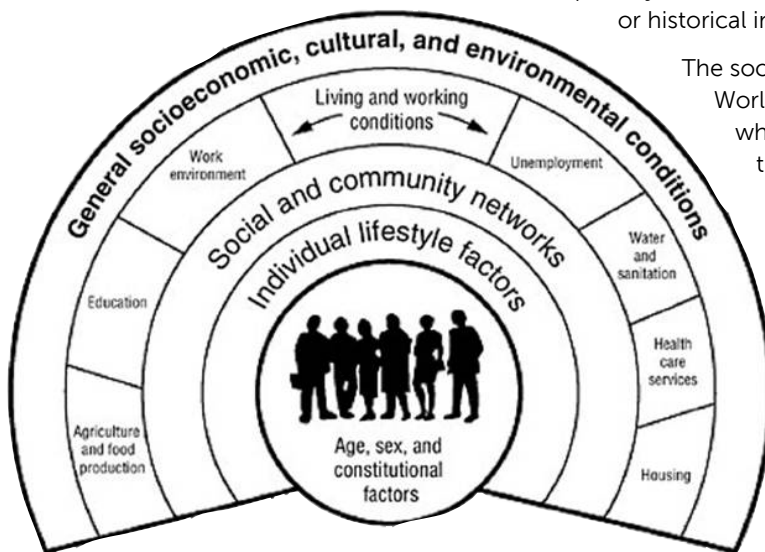 or historical in
The soc
Worl
wh
t
General socioeconomic, cultural, and environmental conditions
Living and working
conditions
Work
environment
Unemployment
Education
Water
and
sanitation
Agriculture
and food
production
Health
care
services
Housing
Social and community networks
Individual lifestyle factors
Age, sex, and
constitutional
factors